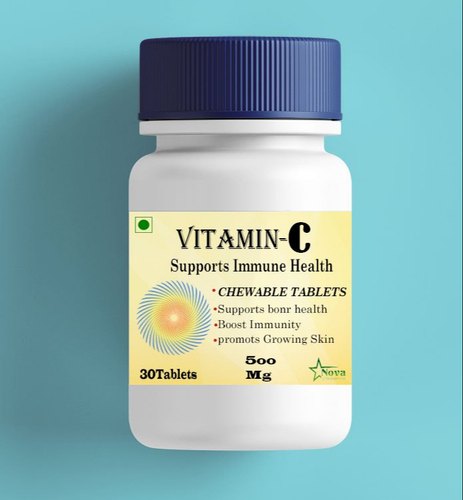 VITAMIN-C
Supports Immune Health
• CHEWABLE TABLETS
•Supports bonr health
•Boost Immunity
•promots Growing Skin
500
Mg
30Tablets
Nova